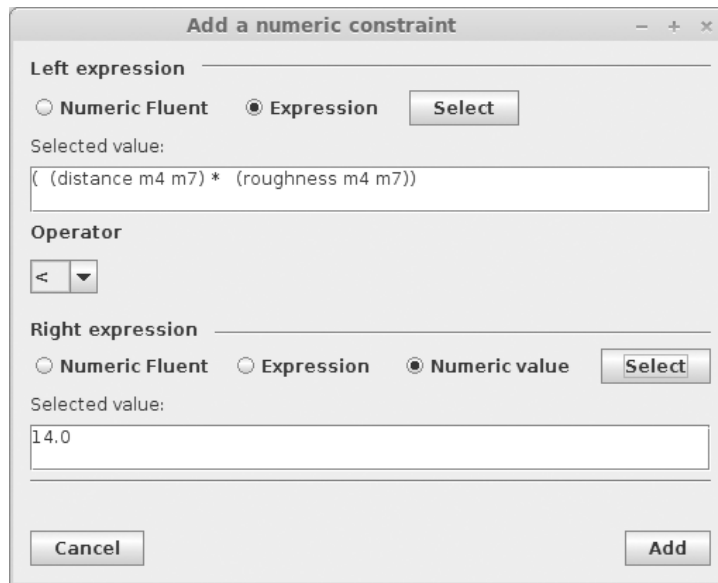 Add a numeric constraint
Left expression
Numeric Fluent Expression Select
Selected value:
( (distance m4 m7) * (roughness m4 m7))
Operator
<
Right expression
Numeric Fluent Expression Numeric value Select
Selected value:
14.0
Cancel Add